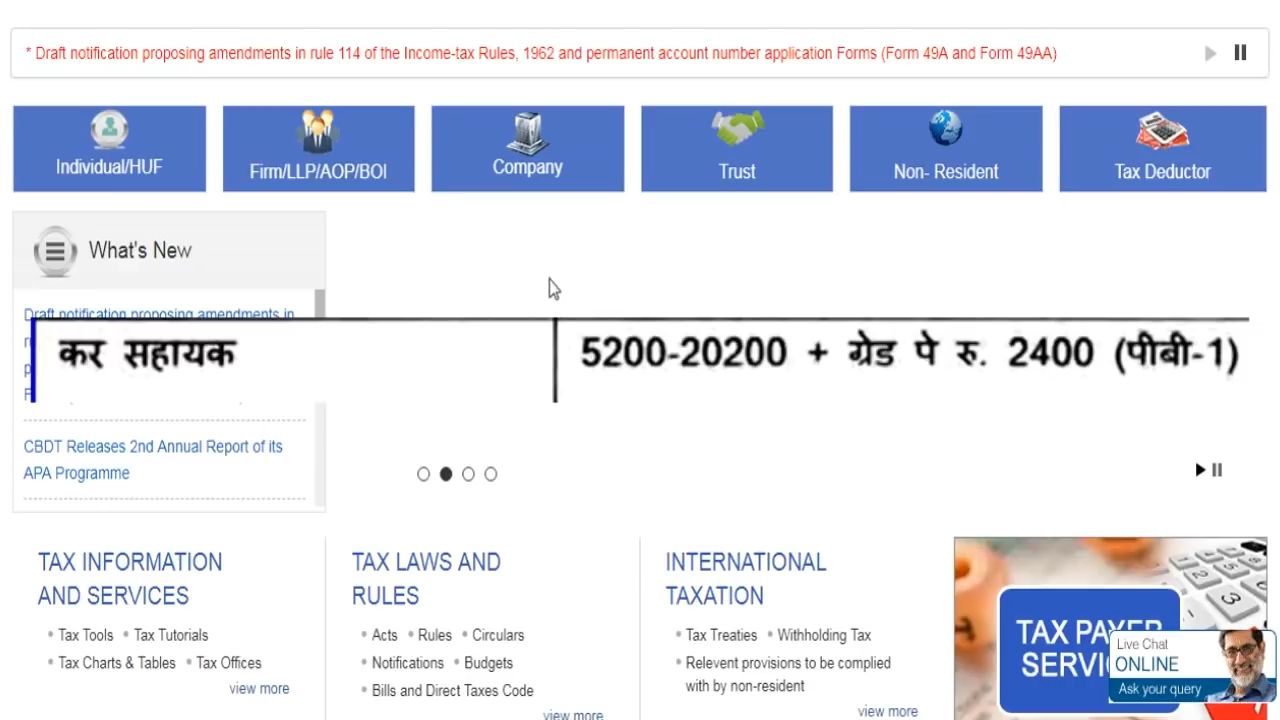 * Draft notification proposing amendments in rule 114 of the Income-tax Rules, 1962 and permanent account number application Forms (Form 49A and Form 49AA)
Individual/HUF
Firm/LLP/AOP/BOI
Company
Trust
Non- Resident
Tax Deductor
What's New
Draft notification proposing amendments in
कर सहायक
5200-20200 + ग्रेड पे रु. 2400 (पीबी-1)
CBDT Releases 2nd Annual Report of its
APA Programme
TAX INFORMATION
AND SERVICES
• Tax Tools • Tax Tutorials
• Tax Charts & Tables • Tax Offices
view more
TAX LAWS AND
RULES
• Acts • Rules • Circulars
• Notifications • Budgets
• Bills and Direct Taxes Code
view more
INTERNATIONAL
TAXATION
• Tax Treaties • Withholding Tax
• Relevent provisions to be complied
with by non-resident
view more
TAX PAYER
Live Chat
ONLINE
Ask your query